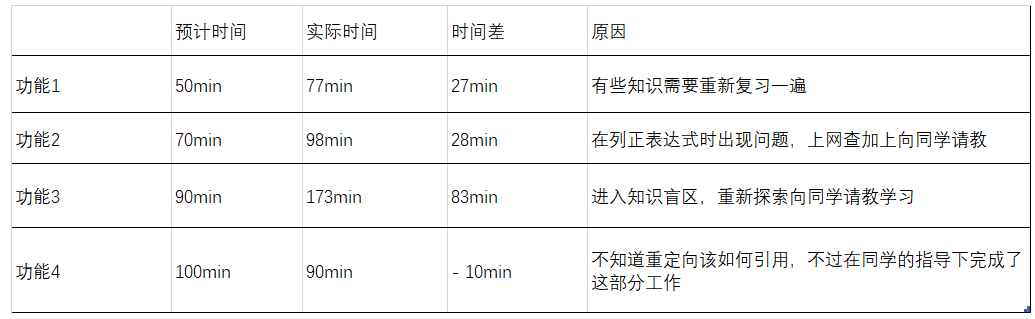 预计时间 实际时间 时间差 原因
功能1 50min 77min 27min 有些知识需要重新复习一遍
功能2 70min 98min 28min 在列正表达式时出现问题，上网查加上向同学请教
功能3 90min 173min 83min 进入知识盲区，重新探索向同学请教学习
功能4 100min 90min - 10min 不知道重定向该如何引用，不过在同学的指导下完成了
这部分工作